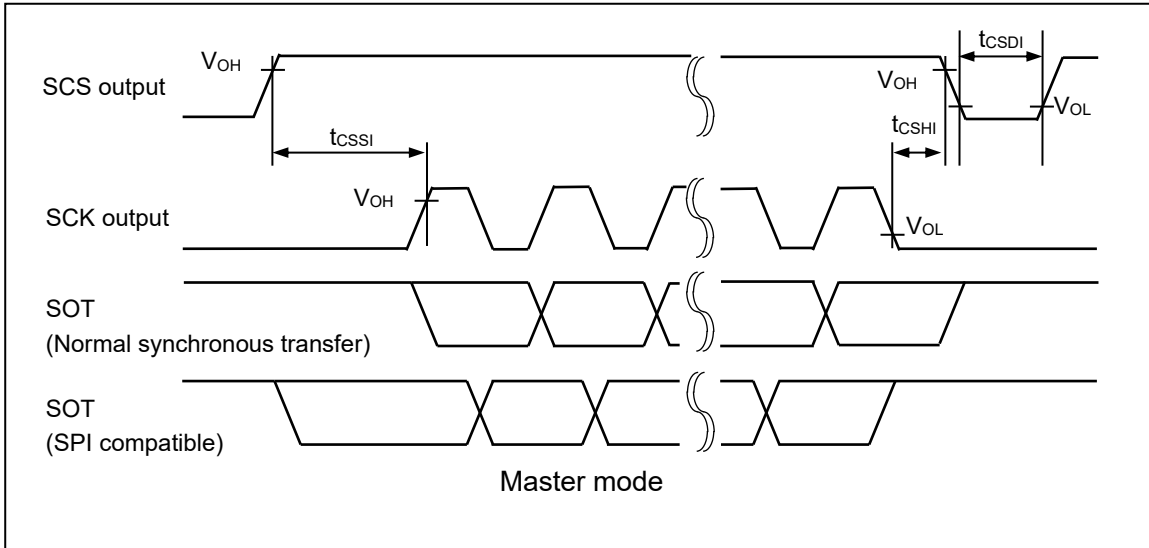 tCSDI
VOH
VOH
SCS output
VOL
tCSHI
tCSSI
VOH
SCK output
VOL
SOT
(Normal synchronous transfer)
SOT
(SPI compatible)
Master mode